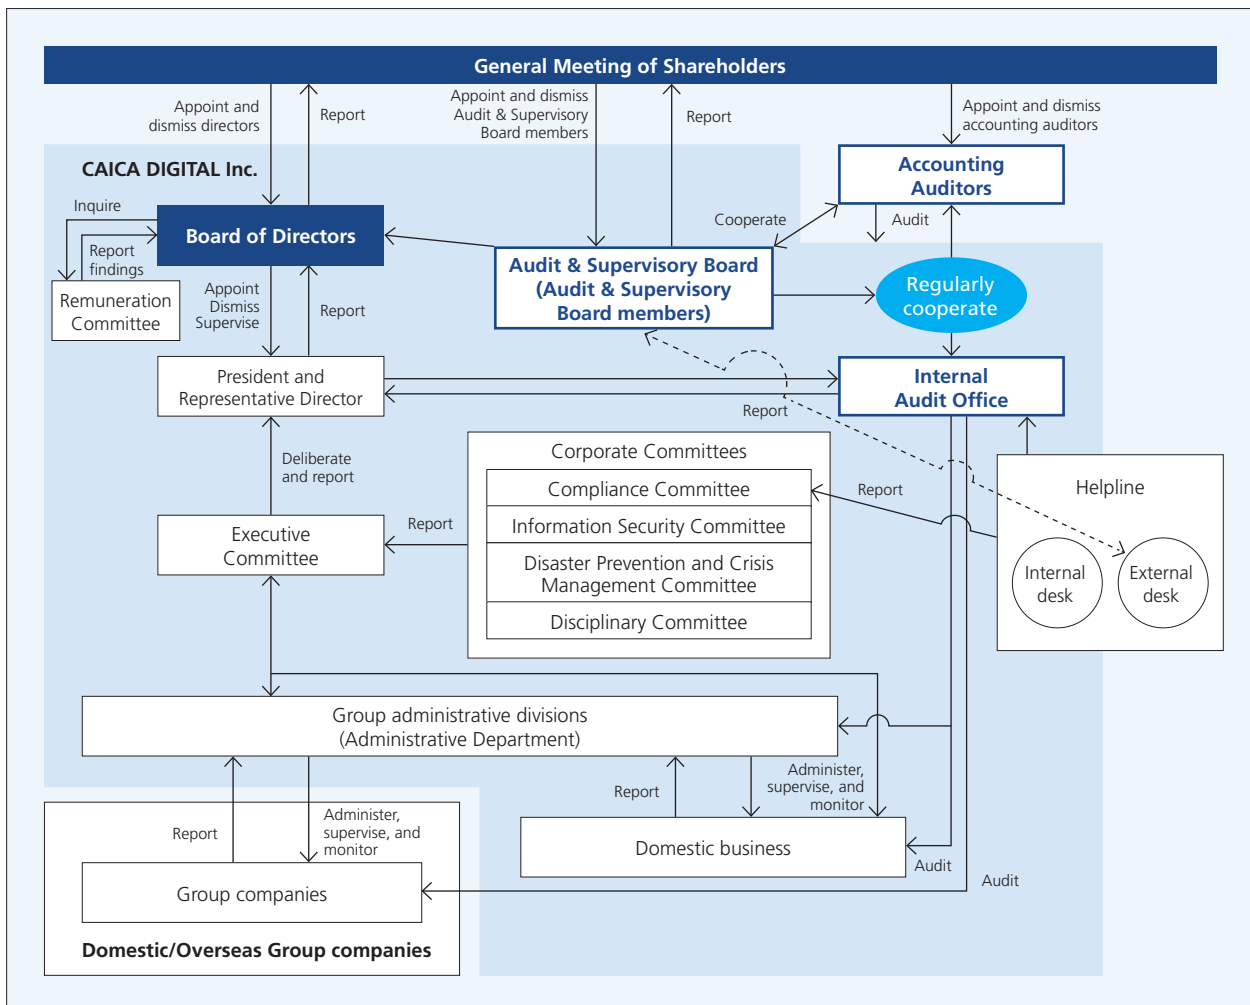 General Meeting of Shareholders
Appoint and
dismiss directors
Report
Appoint and dismiss
Audit & Supervisory
Board members
Report
Appoint and dismiss
accounting auditors
CAICA DIGITAL Inc.
Accounting
Auditors
Inquire
Board of Directors
Cooperate
Audit
Report
findings
Audit & Supervisory Board
(Audit & Supervisory
Board members)
Regularly
cooperate
Remuneration
Committee
Appoint
Dismiss
Supervise
Report
President and
Representative Director
Internal
Audit Office
Report
Deliberate
and report
Corporate Committees
Compliance Committee
Information Security Committee
Disaster Prevention and Crisis
Management Committee
Disciplinary Committee
Report
Helpline
Internal
desk
External
desk
Executive
Committee
Report
Group administrative divisions
(Administrative Department)
Report
Administer,
supervise, and
monitor
Report
Administer,
supervise, and
monitor
Domestic business
Audit
Audit
Group companies
Domestic/Overseas Group companies